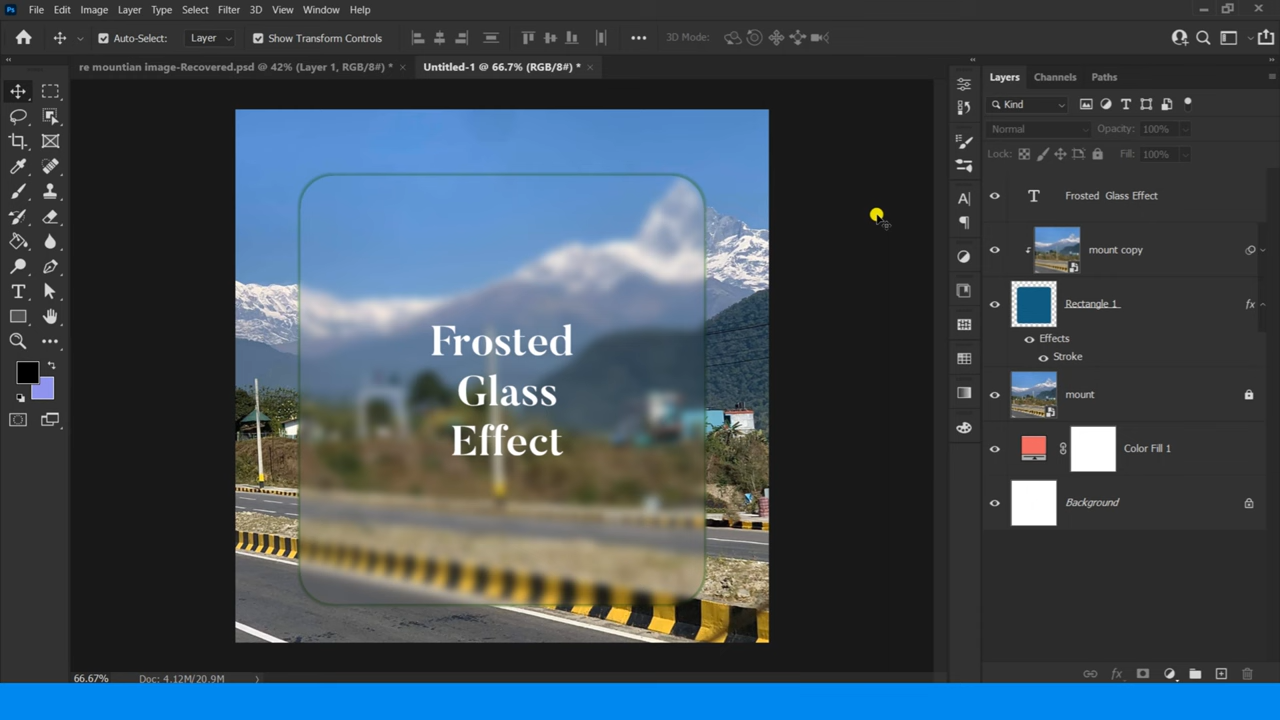 Ps File Edit Image Layer Type Select Filter 3D View Window Help
Auto-Select: Layer Show Transform Controls 3D Mode:
re mountian image-Recovered.psd @ 42% (Layer 1, RGB/8#) * × Untitled-1 @ 66.7% (RGB/8#) * ×
Layers Channels Paths
Kind
Normal Opacity: 100%
Lock: Fill: 100%
Frosted Glass Effect
mount copy
Rectangle 1 fx
Effects
Stroke
mount
Color Fill 1
Background
Frosted
Glass
Effect
66.67% Doc: 4.12M/20.9M
fx